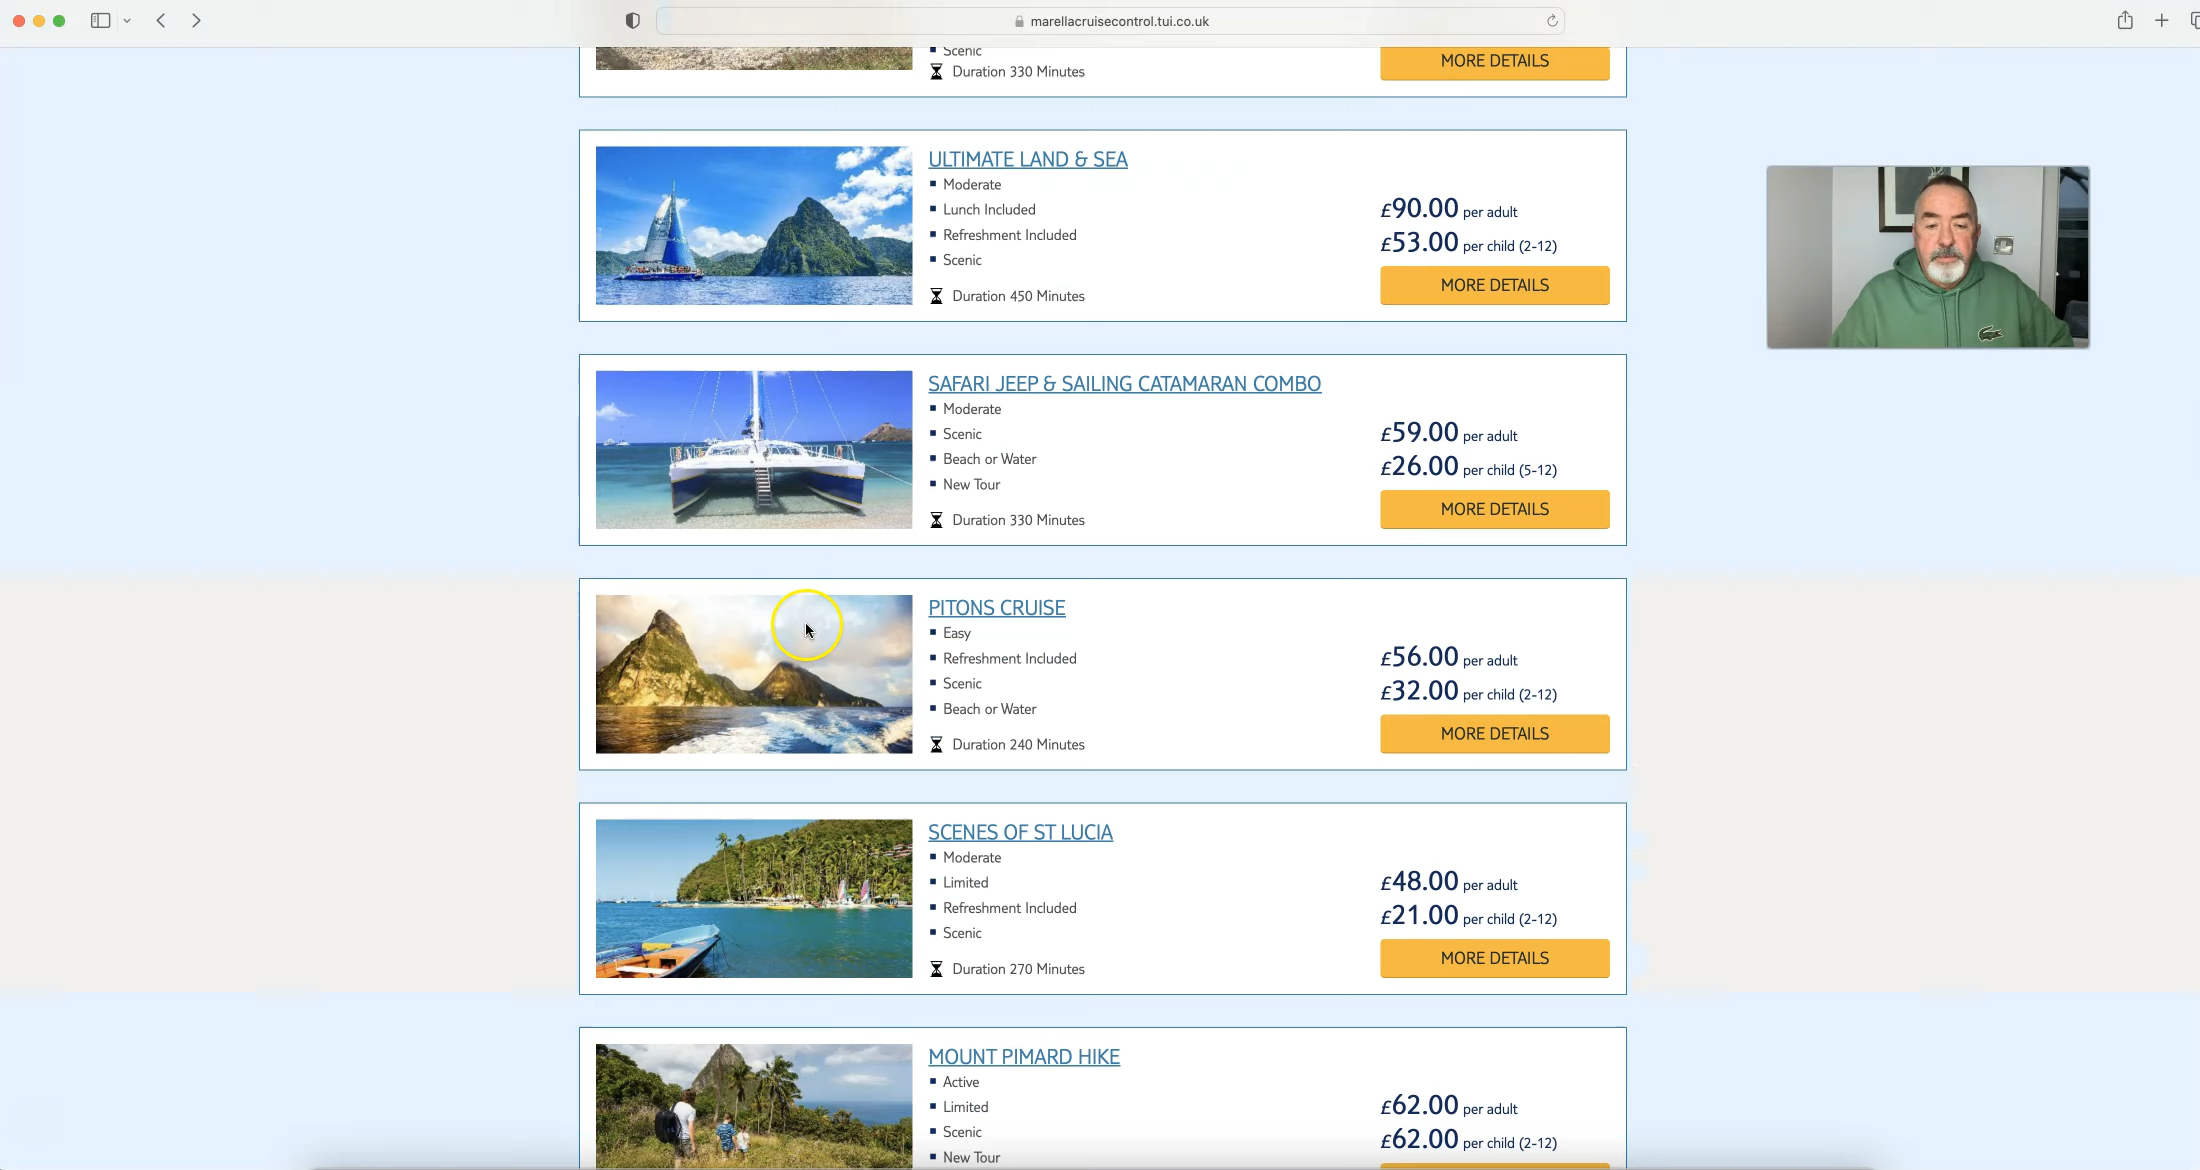 marellacruisecontrol.tui.co.uk
Scenic
Duration 330 Minutes
MORE DETAILS
ULTIMATE LAND & SEA
Moderate
Lunch Included
Refreshment Included
Scenic
Duration 450 Minutes
£90.00 per adult
£53.00 per child (2-12)
MORE DETAILS
SAFARI JEEP & SAILING CATAMARAN COMBO
Moderate
Scenic
Beach or Water
New Tour
Duration 330 Minutes
£59.00 per adult
£26.00 per child (5-12)
MORE DETAILS
PITONS CRUISE
Easy
Refreshment Included
Scenic
Beach or Water
Duration 240 Minutes
£56.00 per adult
£32.00 per child (2-12)
MORE DETAILS
SCENES OF ST LUCIA
Moderate
Limited
Refreshment Included
Scenic
Duration 270 Minutes
£48.00 per adult
£21.00 per child (2-12)
MORE DETAILS
MOUNT PIMARD HIKE
Active
Limited
Scenic
New Tour
£62.00 per adult
£62.00 per child (2-12)